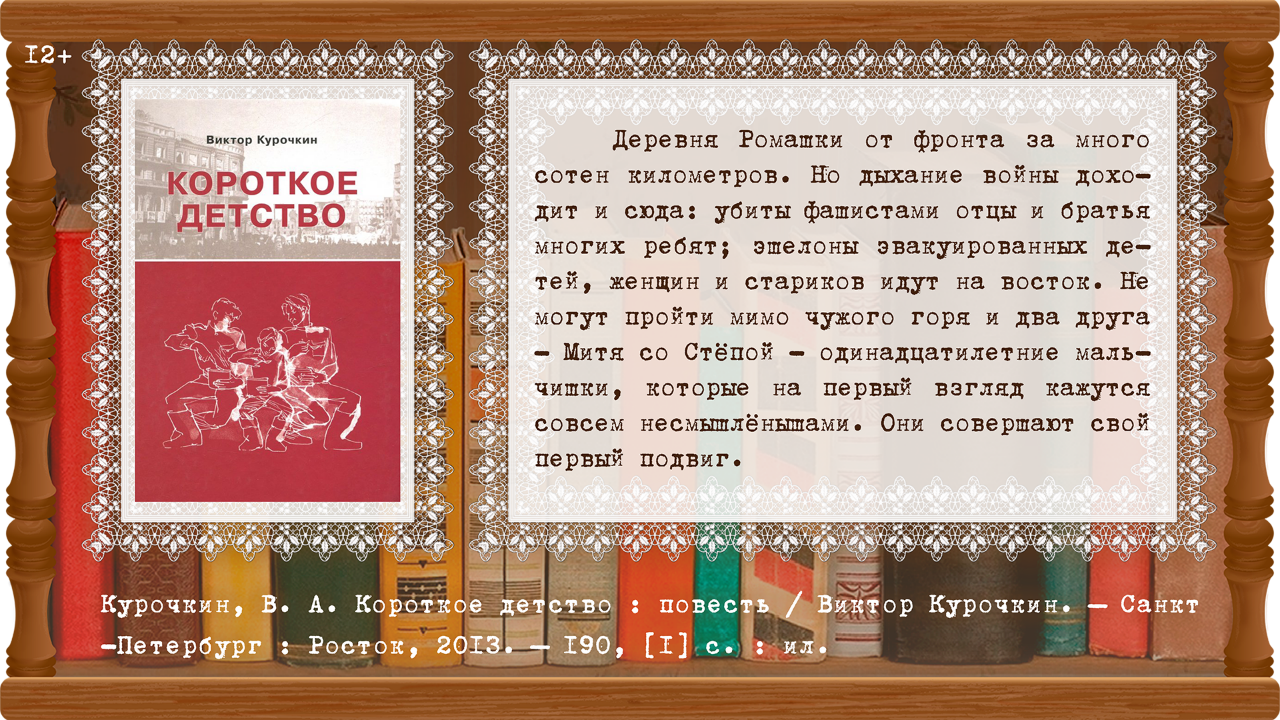 12+
Виктор Курочкин
КОРОТКОЕ
ДЕТСТВО
Деревня Ромашки от фронта за много
сотен километров. Но дыхание войны дохо-
дит и сюда: убиты фашистами отцы и братья
многих ребят; эшелоны эвакуированных де-
тей, женщин и стариков идут на восток. Не
могут пройти мимо чужого горя и два друга
– Митя со Стёпой – одинадцатилетние маль-
чишки, которые на первый взгляд кажутся
совсем несмышлёнышами. Они совершают свой
первый подвиг.
Курочкин, В. А. Короткое детство : повесть / Виктор Курочкин. – Санкт
-Петербург : Росток, 2013. – 190, [1] с. : ил.